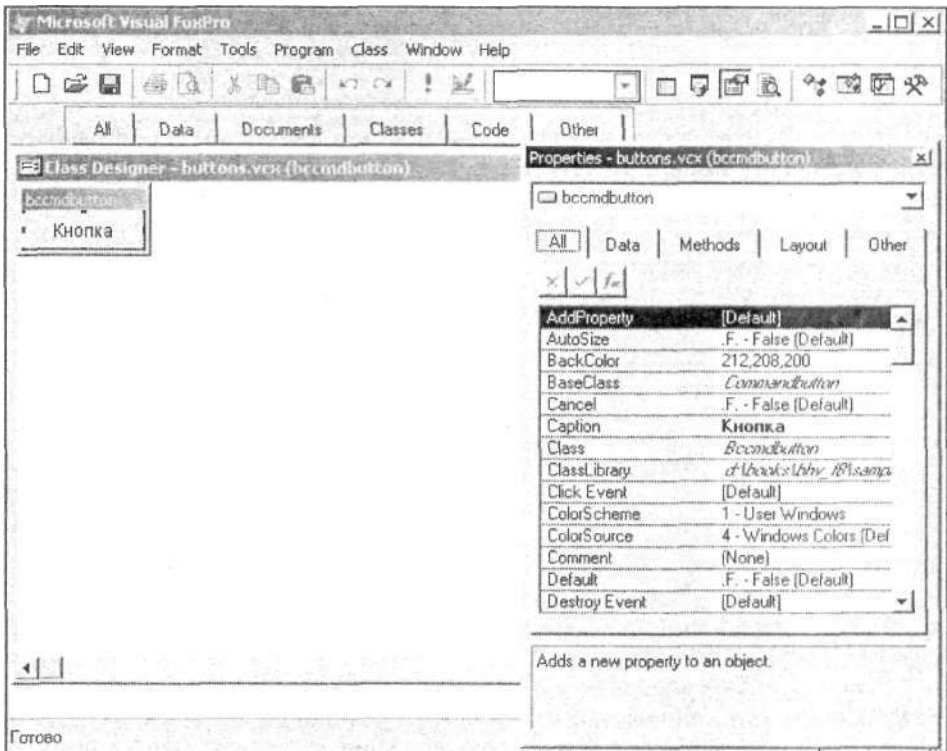 Microsoft Visual FoxPro
File Edit View Format Tools Program Class Window Help
All Data Documents Classes Code Other
Class Designer - buttons.vcx (bccmdbutton)
bccmdbutton
Кнопка
Properties - buttons.vcx (bccmdbutton)
bccmdbutton
All Data Methods Layout Other
AddProperty [Default]
AutoSize .F. - False (Default)
BackColor 212,208,200
BaseClass Commandbutton
Cancel .F. - False (Default)
Caption Кнопка
Class Bccmdbutton
ClassLibrary
Click Event [Default]
ColorScheme 1 - User Windows
ColorSource 4 - Windows Colors (Def
Comment (None)
Default .F. - False (Default)
Destroy Event [Default]
Adds a new property to an object.
Готово